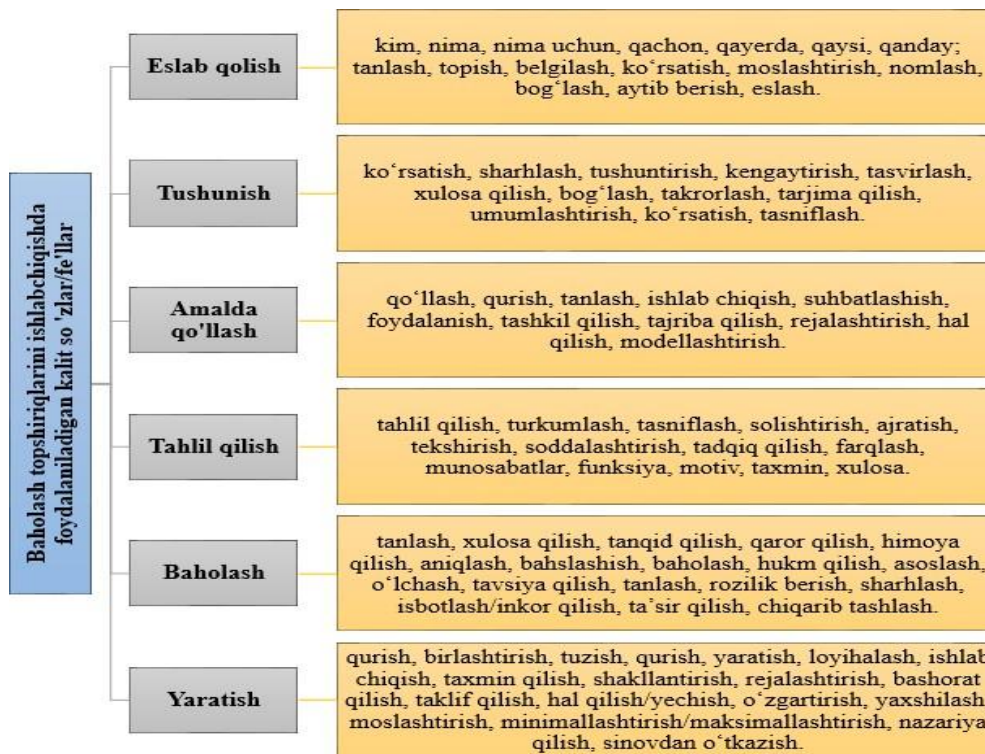 Baholash topshiriqlarini ishlabchiqishda
foydalaniladigan kalit so 'zlar/fe'llar
Eslab qolish
kim, nima, nima uchun, qachon, qayerda, qaysi, qanday;
tanlash, topish, belgilash, ko‘rsatish, moslashtirish, nomlash,
bog‘lash, aytib berish, eslash.
Tushunish
ko‘rsatish, sharhlash, tushuntirish, kengaytirish, tasvirlash,
xulosa qilish, bog‘lash, takrorlash, tarjima qilish,
umumlashtirish, ko‘rsatish, tasniflash.
Amalda
qo'llash
qo‘llash, qurish, tanlash, ishlab chiqish, suhbatlashish,
foydalanish, tashkil qilish, tajriba qilish, rejalashtirish, hal
qilish, modellashtirish.
Tahlil qilish
tahlil qilish, turkumlash, tasniflash, solishtirish, ajratish,
tekshirish, soddalashtirish, tadqiq qilish, farqlash,
munosabatlar, funksiya, motiv, taxmin, xulosa.
Baholash
tanlash, xulosa qilish, tanqid qilish, qaror qilish, himoya
qilish, aniqlash, bahslashish, baholash, hukm qilish, asoslash,
o‘lchash, tavsiya qilish, tanlash, rozilik berish, sharhlash,
isbotlash/inkor qilish, ta’sir qilish, chiqarib tashlash.
Yaratish
qurish, birlashtirish, tuzish, qurish, yaratish, loyihalash, ishlab
chiqish, taxmin qilish, shakllantirish, rejalashtirish, bashorat
qilish, taklif qilish, hal qilish/yechish, o‘zgartirish, yaxshilash
moslashtirish, minimallashtirish/maksimallashtirish, nazariya
qilish, sinovdan o‘tkazish.